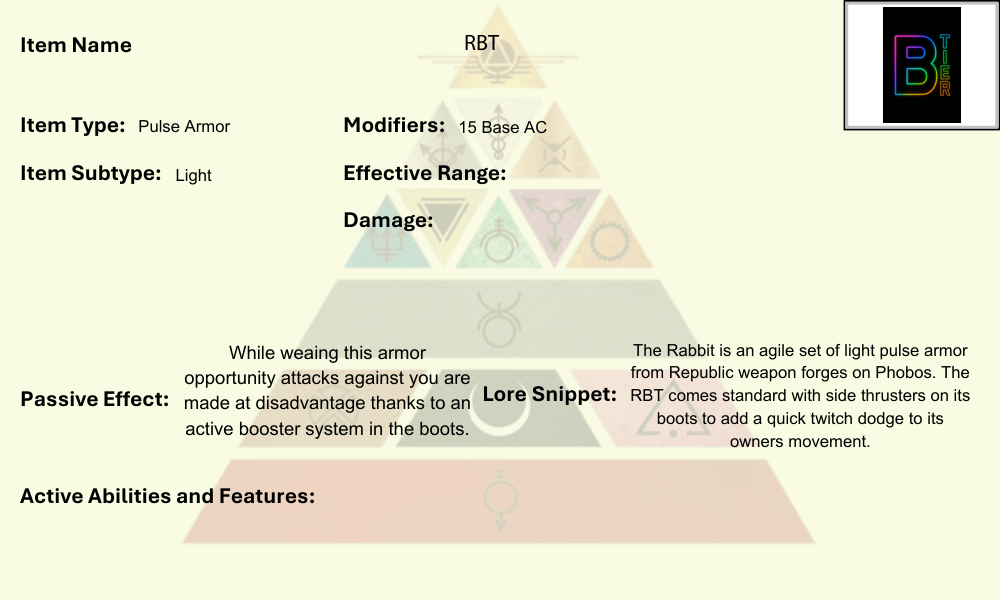 Item Name
RBT
B TIER
Item Type: Pulse Armor
Modifiers: 15 Base AC
Item Subtype: Light
Effective Range:
Damage:
Passive Effect:
While weaing this armor
opportunity attacks against you are
made at disadvantage thanks to an
active booster system in the boots.
Lore Snippet:
The Rabbit is an agile set of light pulse armor
from Republic weapon forges on Phobos. The
RBT comes standard with side thrusters on its
boots to add a quick twitch dodge to its
owners movement.
Active Abilities and Features: